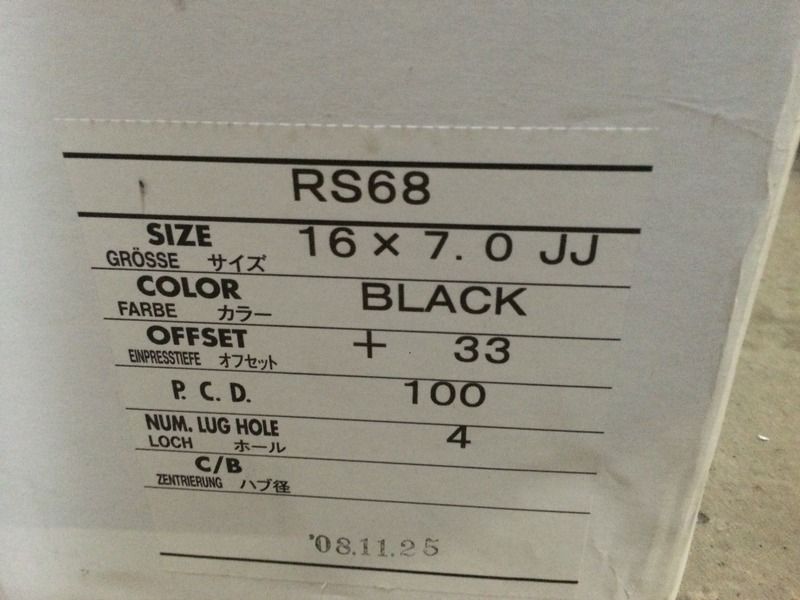 RS68
SIZE 16 × 7.0 JJ
GRÖSSE サイズ
COLOR BLACK
FARBE カラー
OFFSET + 33
EINPRESSTIEFE オフセット
P. C. D. 100
NUM. LUG HOLE 4
LOCH ホール
C/B
ZENTRIERUNG ハブ径
'08.11.25